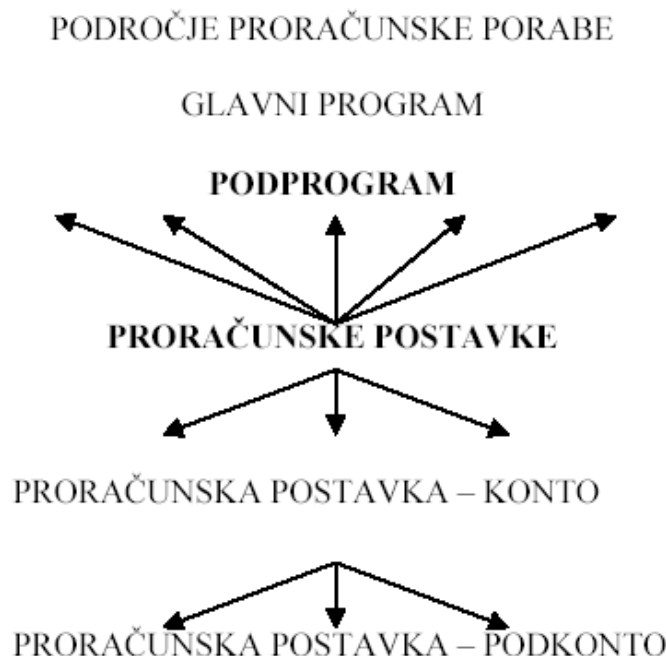 PODROČJE PRORAČUNSKE PORABE
GLAVNI PROGRAM
PODPROGRAM
PRORAČUNSKE POSTAVKE
PRORAČUNSKA POSTAVKA – KONTO
PRORAČUNSKA POSTAVKA – PODKONTO